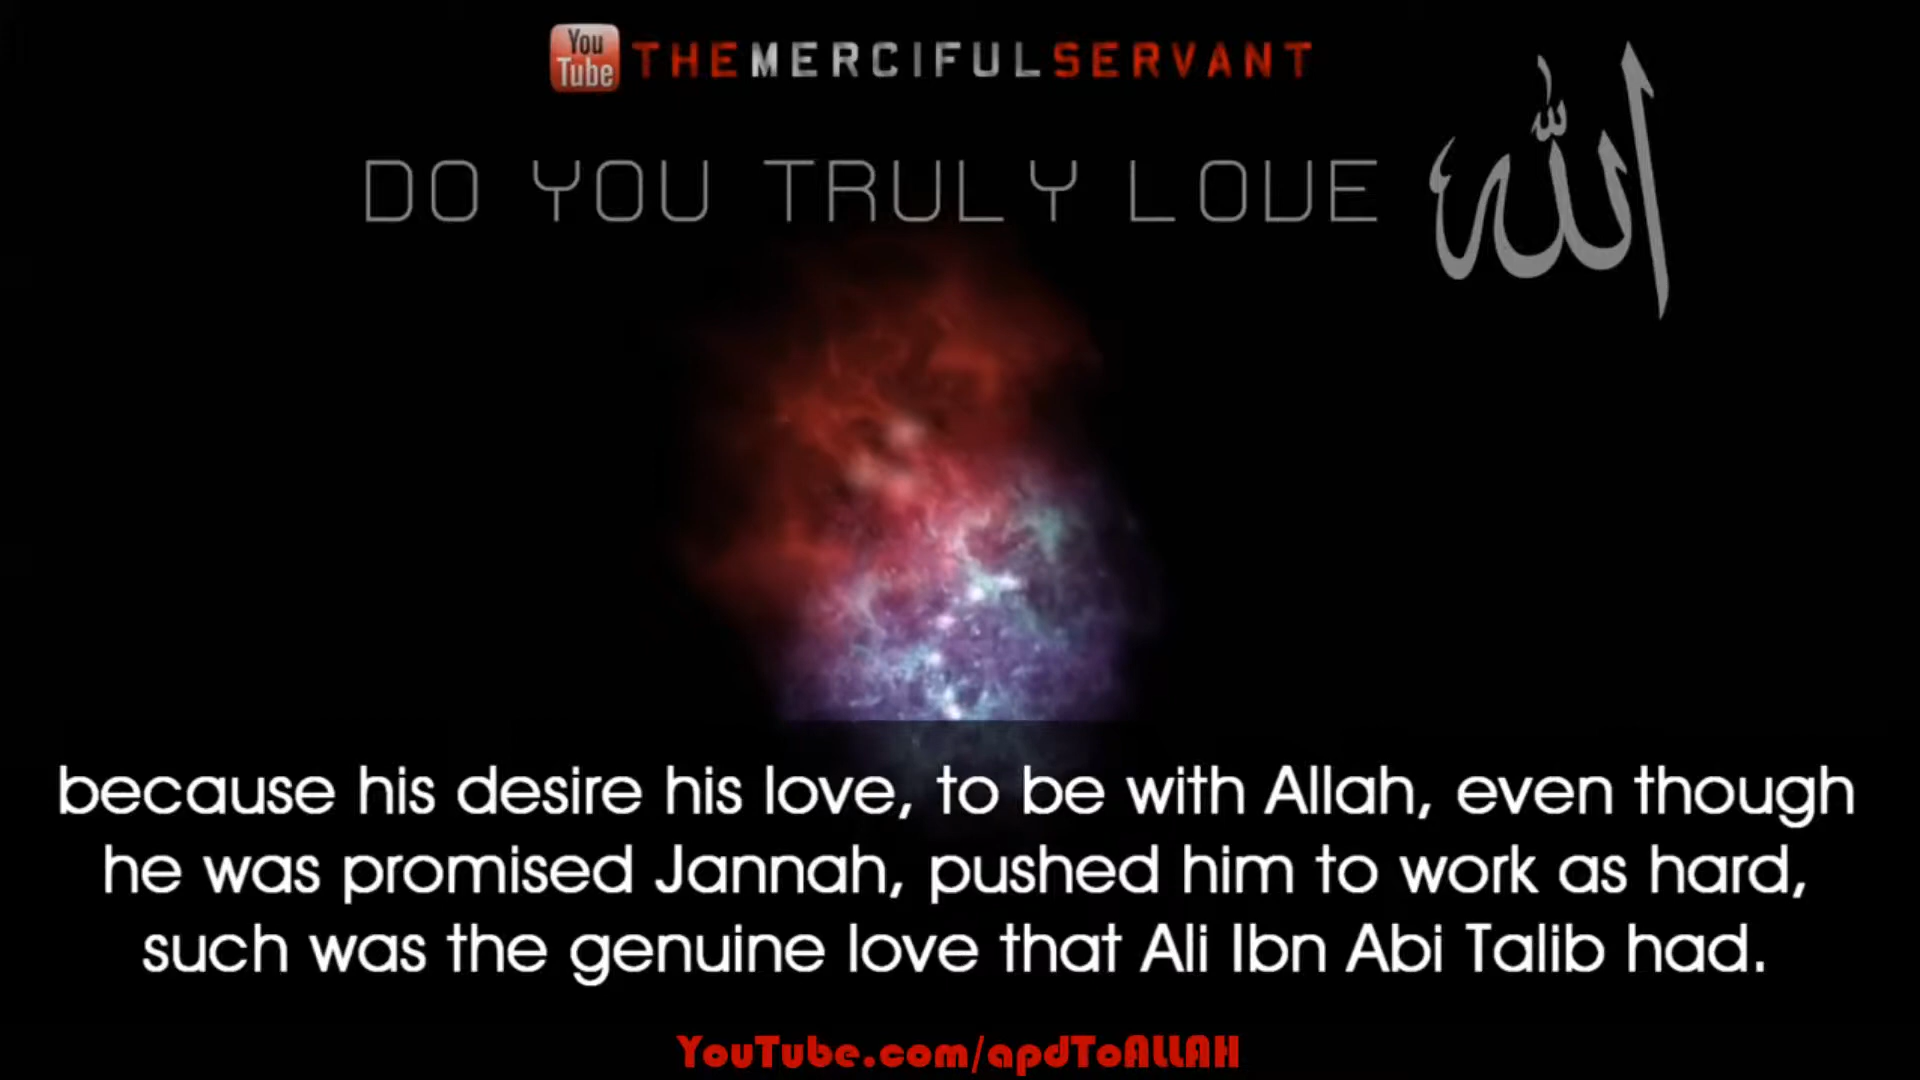 You Tube THEMERCIFULSERVANT
DO YOU TRULY LOVE الله
because his desire his love, to be with Allah, even though
he was promised Jannah, pushed him to work as hard,
such was the genuine love that Ali Ibn Abi Talib had.
YouTube.com/apdToALLAH